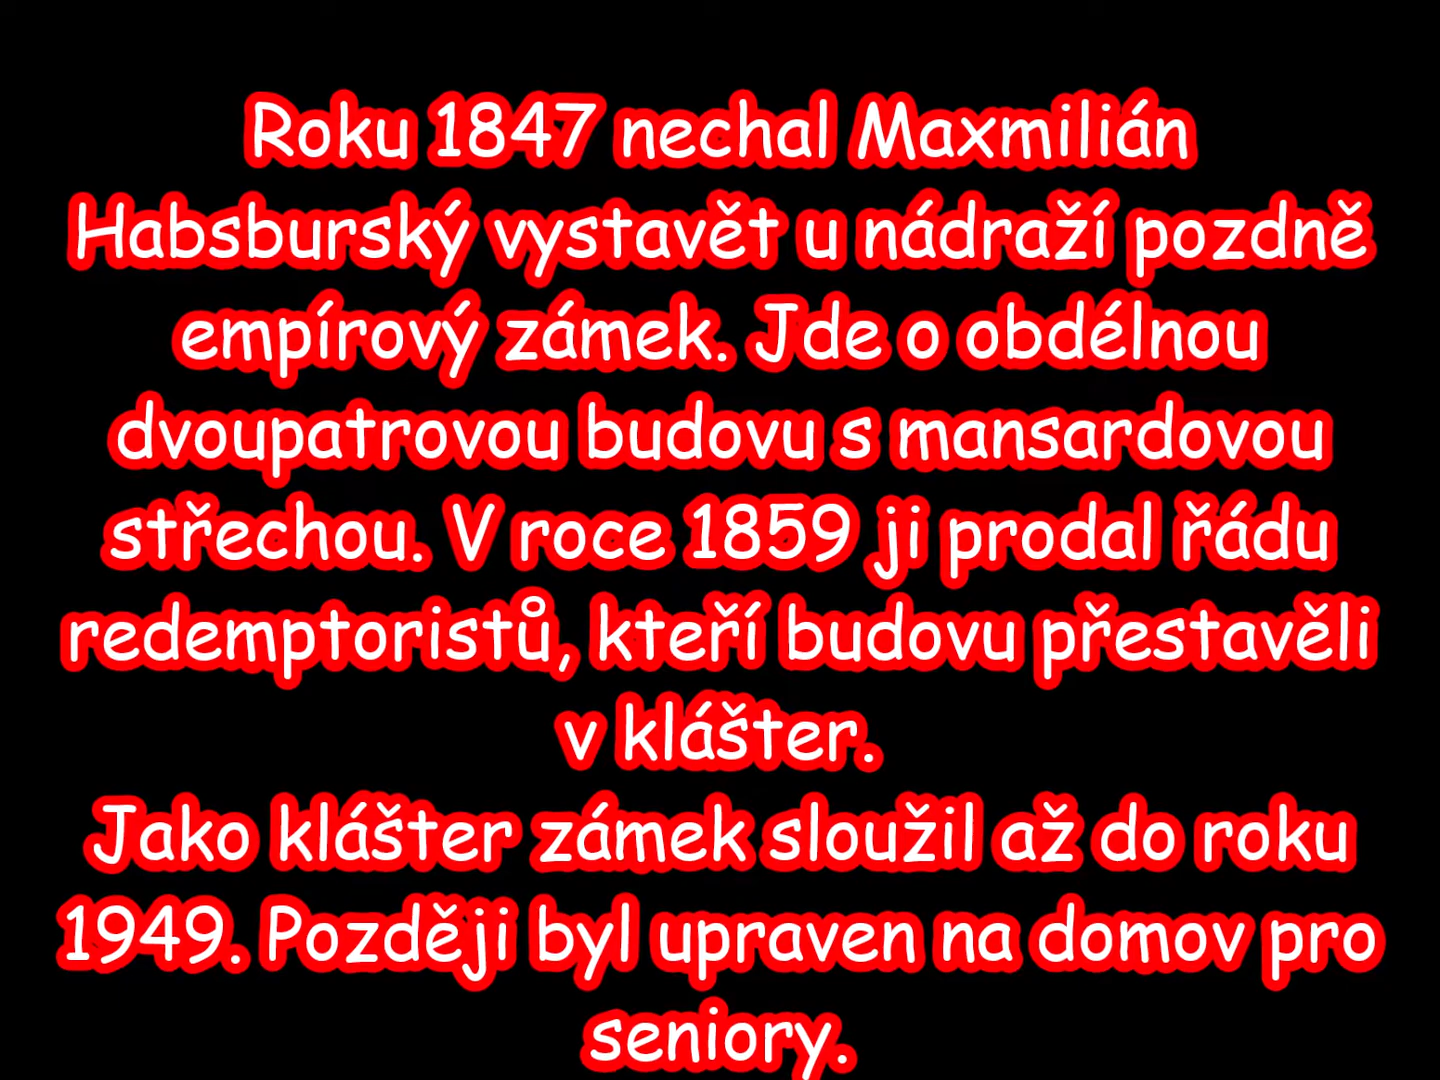 Roku 1847 nechal Maxmilián
Habsburský vystavět u nádraží pozdně
empírový zámek. Jde o obdélnou
dvoupatrovou budovu s mansardovou
střechou. V roce 1859 ji prodal řádu
redemptoristů, kteří budovu přestavěli
v klášter.
Jako klášter zámek sloužil až do roku
1949. Později byl upraven na domov pro
seniory.